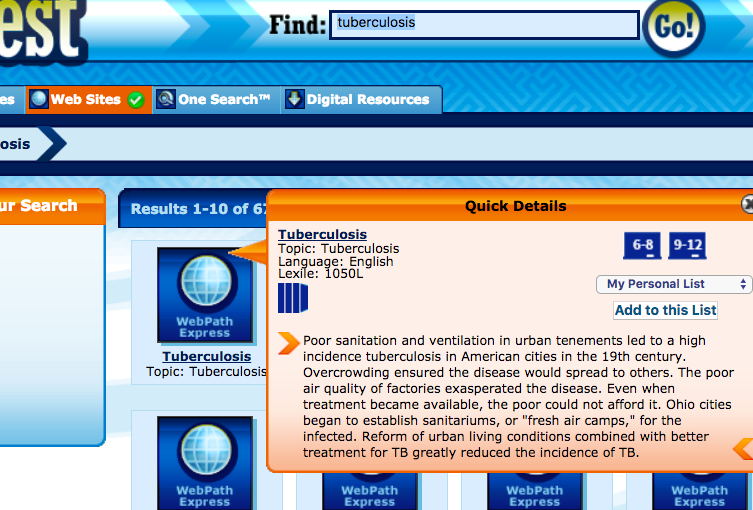 est
Find:
tuberculosis
Go!
es
Web Sites
One Search™
Digital Resources
osis
ur Search
Results 1-10 of 67
Quick Details
Tuberculosis
Topic: Tuberculosis
Language: English
Lexile: 1050L
6-8
9-12
My Personal List
Add to this List
Poor sanitation and ventilation in urban tenements led to a high
incidence tuberculosis in American cities in the 19th century.
Overcrowding ensured the disease would spread to others. The poor
air quality of factories exasperated the disease. Even when
treatment became available, the poor could not afford it. Ohio cities
began to establish sanitariums, or "fresh air camps," for the
infected. Reform of urban living conditions combined with better
treatment for TB greatly reduced the incidence of TB.
WebPath
Express
Tuberculosis
Topic: Tuberculosis
WebPath
Express
WebPath
Express
WebPath
Express
WebPath
Express